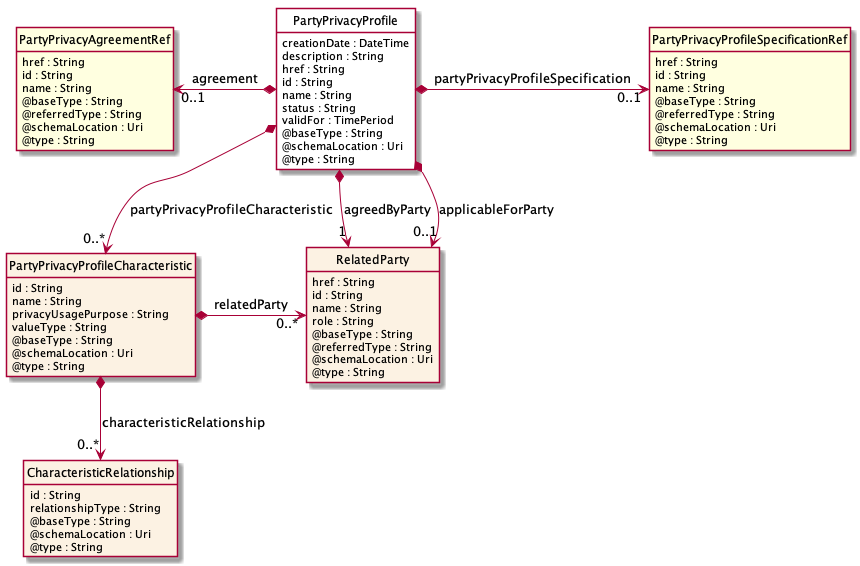 PartyPrivacyProfile
creationDate : DateTime
description : String
href : String
id : String
name : String
status : String
validFor : TimePeriod
@baseType : String
@schemaLocation : Uri
@type : String
PartyPrivacyAgreementRef
href : String
id : String
name : String
@baseType : String
@referredType : String
@schemaLocation : Uri
@type : String
agreement
0..1
PartyPrivacyProfileSpecificationRef
href : String
id : String
name : String
@baseType : String
@referredType : String
@schemaLocation : Uri
@type : String
partyPrivacyProfileSpecification
0..1
partyPrivacyProfileCharacteristic
0..*
agreedByParty
1
applicableForParty
0..1
PartyPrivacyProfileCharacteristic
id : String
name : String
privacyUsagePurpose : String
valueType : String
@baseType : String
@schemaLocation : Uri
@type : String
relatedParty
0..*
RelatedParty
href : String
id : String
name : String
role : String
@baseType : String
@referredType : String
@schemaLocation : Uri
@type : String
characteristicRelationship
0..*
CharacteristicRelationship
id : String
relationshipType : String
@baseType : String
@schemaLocation : Uri
@type : String